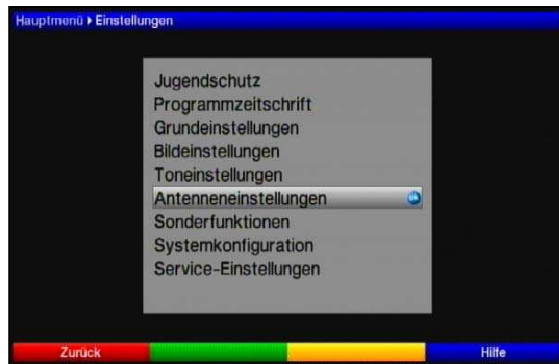 Hauptmenü ▸ Einstellungen
Jugendschutz
Programmzeitschrift
Grundeinstellungen
Bildeinstellungen
Toneinstellungen
Antenneneinstellungen
Sonderfunktionen
Systemkonfiguration
Service-Einstellungen
Zurück Hilfe